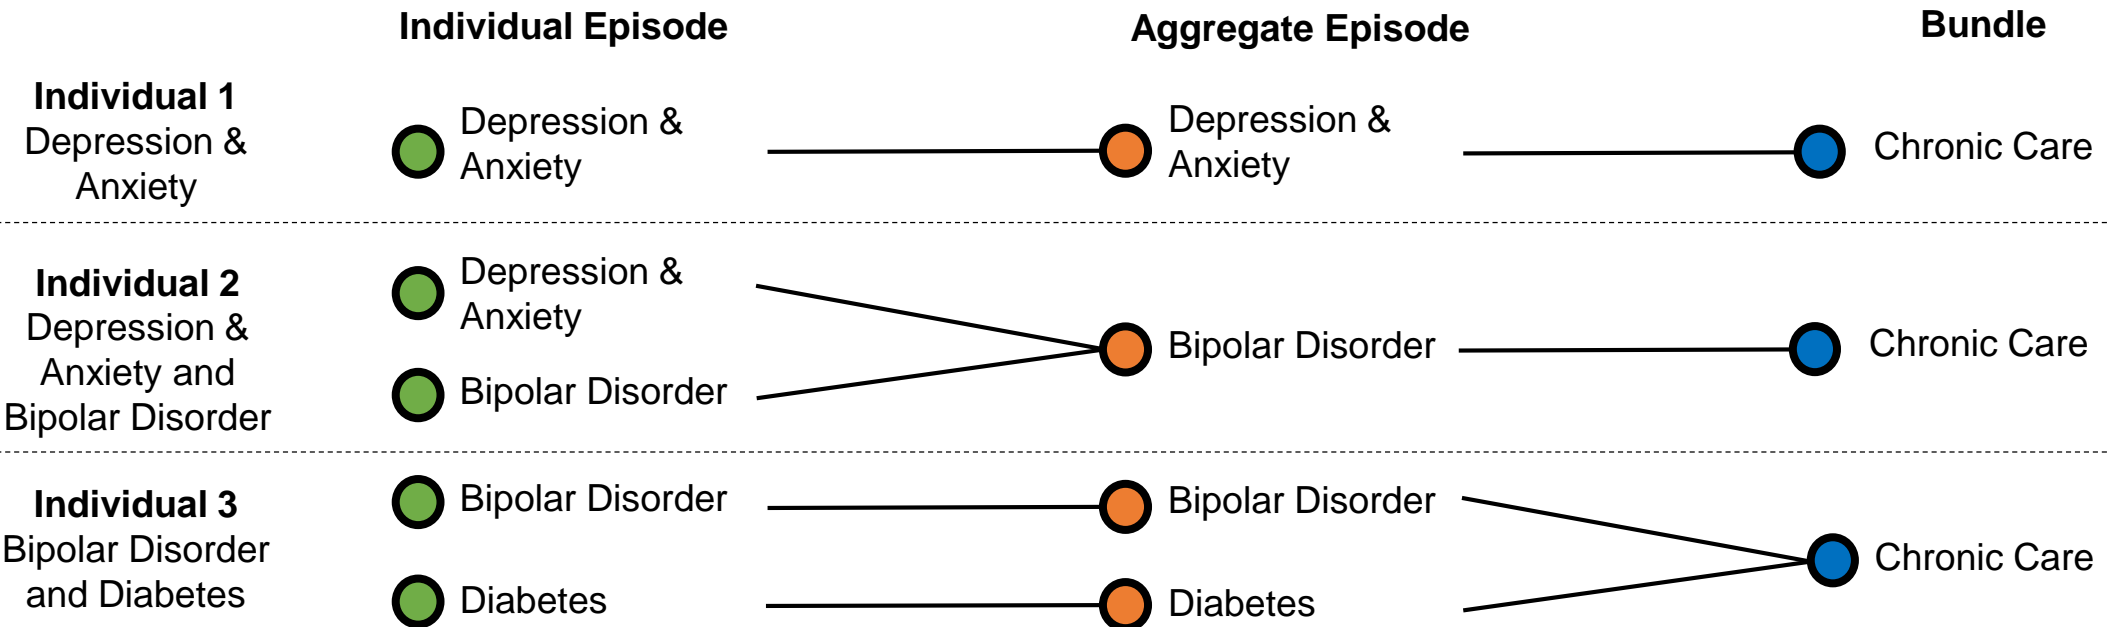 Individual Episode
Aggregate Episode
Bundle
Individual 1
Depression &
Anxiety
Depression &
Anxiety
Depression &
Anxiety
Chronic Care
Individual 2
Depression &
Anxiety and
Bipolar Disorder
Depression &
Anxiety
Bipolar Disorder
Bipolar Disorder
Chronic Care
Individual 3
Bipolar Disorder
and Diabetes
Bipolar Disorder
Diabetes
Bipolar Disorder
Diabetes
Chronic Care